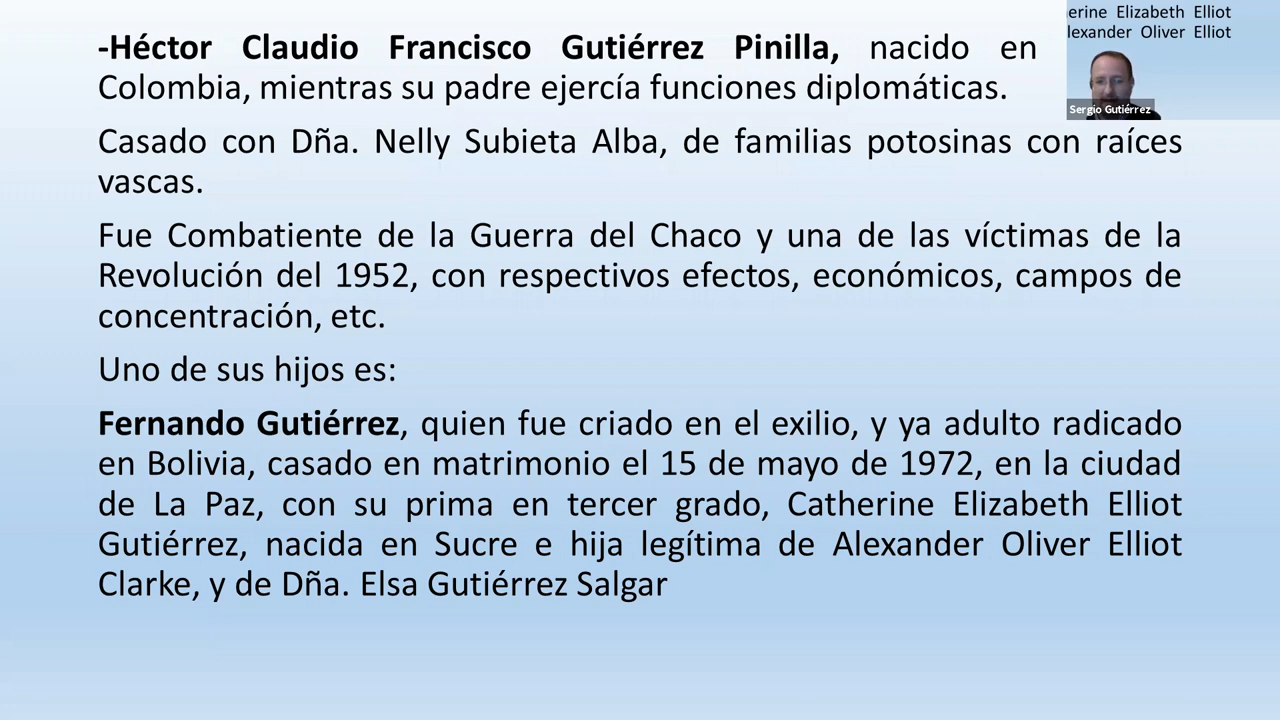 -Héctor Claudio Francisco Gutiérrez Pinilla, nacido en
Colombia, mientras su padre ejercía funciones diplomáticas.
Casado con Dña. Nelly Subieta Alba, de familias potosinas con raíces
vascas.
Fue Combatiente de la Guerra del Chaco y una de las víctimas de la
Revolución del 1952, con respectivos efectos, económicos, campos de
concentración, etc.
Uno de sus hijos es:
Fernando Gutiérrez, quien fue criado en el exilio, y ya adulto radicado
en Bolivia, casado en matrimonio el 15 de mayo de 1972, en la ciudad
de La Paz, con su prima en tercer grado, Catherine Elizabeth Elliot
Gutiérrez, nacida en Sucre e hija legítima de Alexander Oliver Elliot
Clarke, y de Dña. Elsa Gutiérrez Salgar
erine Elizabeth Elliot
lexander Oliver Elliot
Sergio Gutiérrez